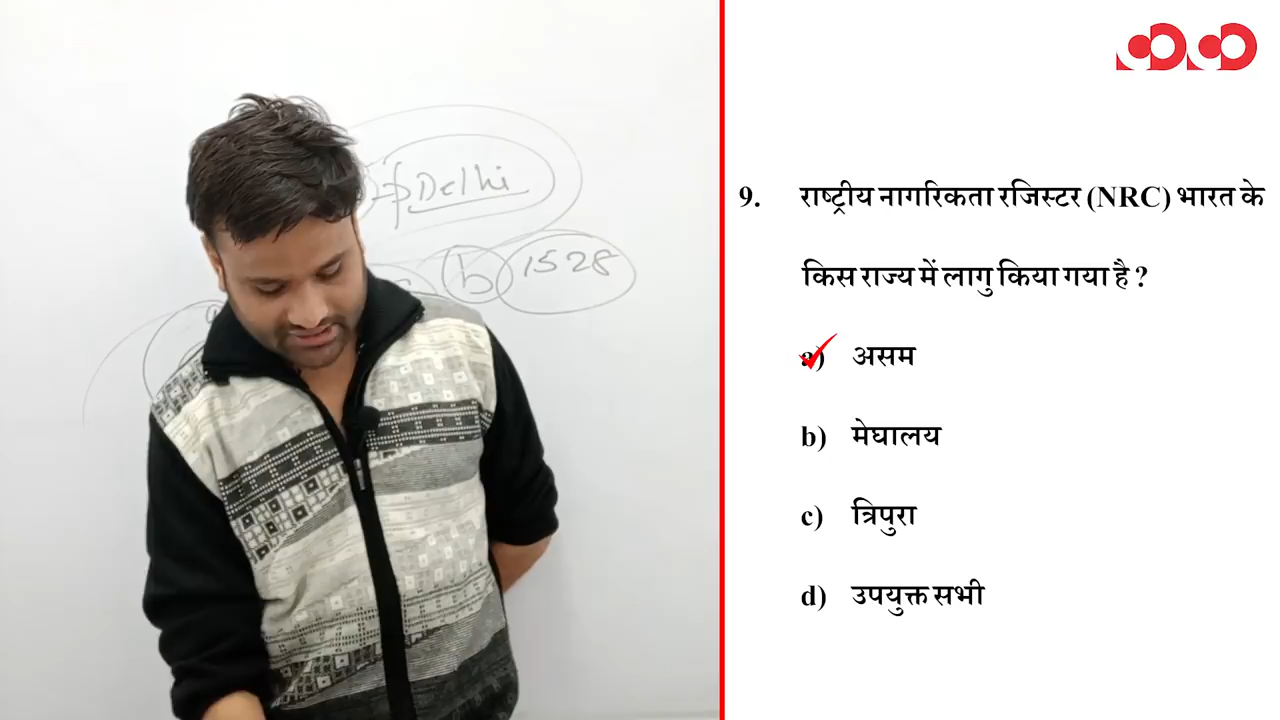 Delhi
b 1528
9. राष्ट्रीय नागरिकता रजिस्टर (NRC) भारत के
किस राज्य में लागु किया गया है ?
a) असम
b) मेघालय
c) त्रिपुरा
d) उपयुक्त सभी